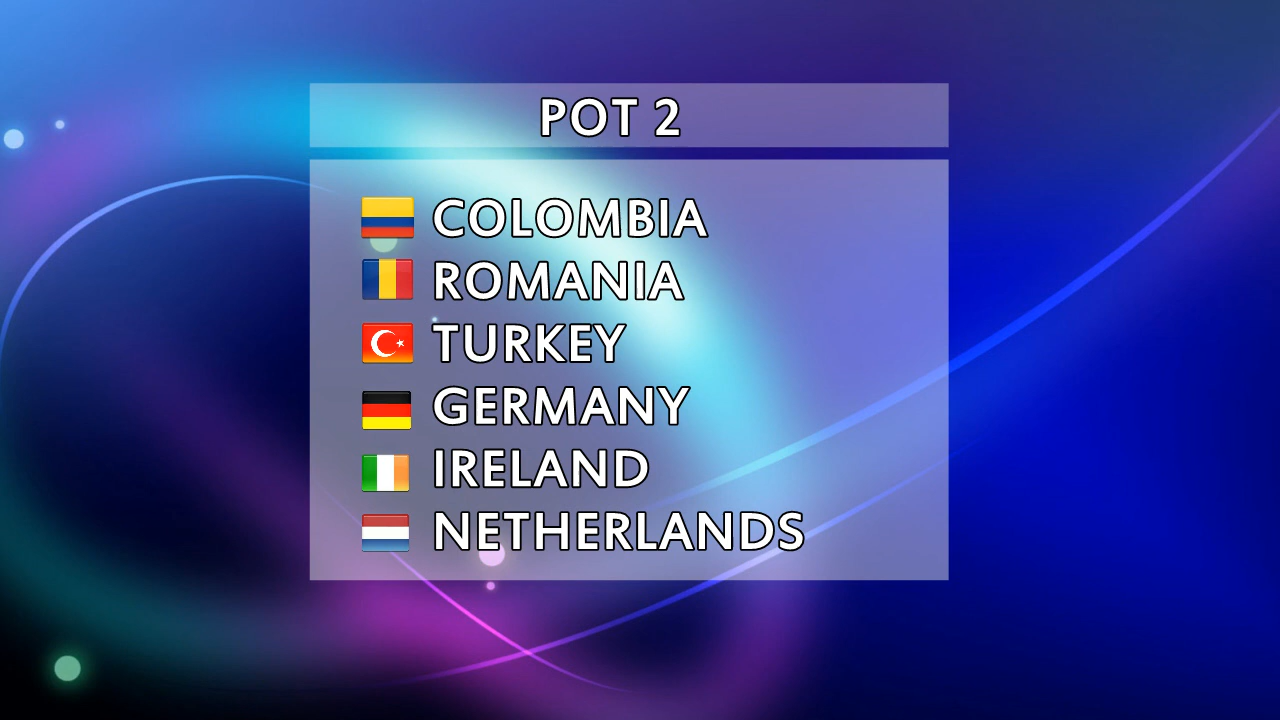 POT 2
COLOMBIA
ROMANIA
TURKEY
GERMANY
IRELAND
NETHERLANDS